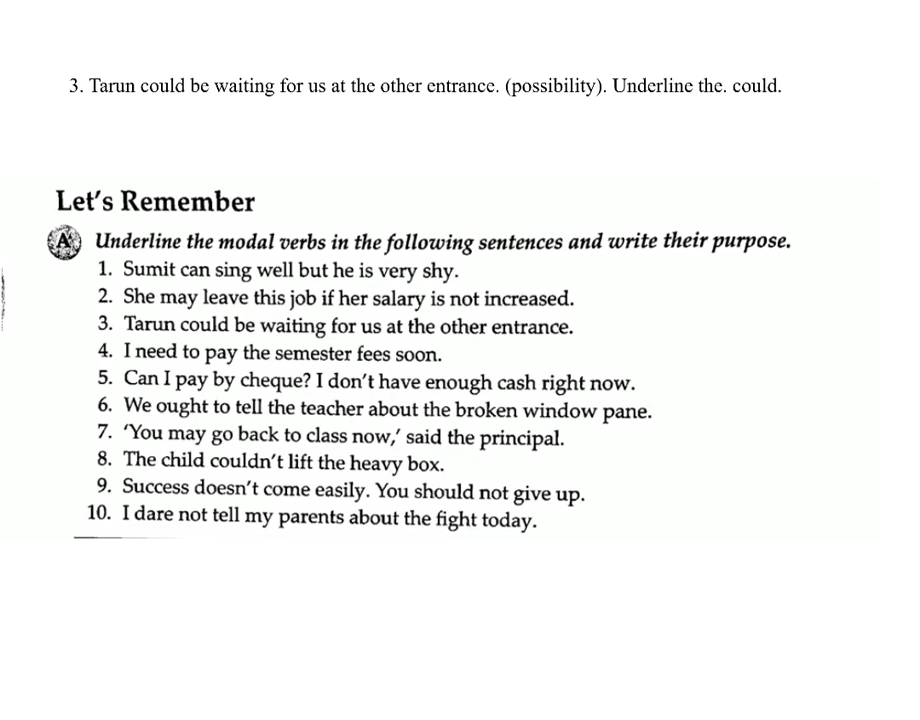 3. Tarun could be waiting for us at the other entrance. (possibility). Underline the. could.
Let's Remember
A Underline the modal verbs in the following sentences and write their purpose.
1. Sumit can sing well but he is very shy.
2. She may leave this job if her salary is not increased.
3. Tarun could be waiting for us at the other entrance.
4. I need to pay the semester fees soon.
5. Can I pay by cheque? I don't have enough cash right now.
6. We ought to tell the teacher about the broken window pane.
7. 'You may go back to class now,' said the principal.
8. The child couldn't lift the heavy box.
9. Success doesn't come easily. You should not give up.
10. I dare not tell my parents about the fight today.